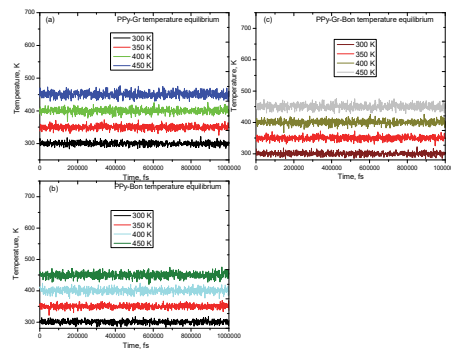 (a) PPy-Gr temperature equilibrium
300 K
350 K
400 K
450 K
700
600
500
400
300
Temperature, K
0 200000 400000 600000 800000 1000000
Time, fs
(c) PPy-Gr-Bon temperature equilibrium
300 K
350 K
400 K
450 K
700
600
500
400
300
Temperature, K
0 200000 400000 600000 800000 10000
Time, fs
(b) PPy-Bon temperature equilibrium
300 K
350 K
400 K
450 K
700
600
500
400
300
Temperature, K
0 200000 400000 600000 800000 1000000
Time, fs